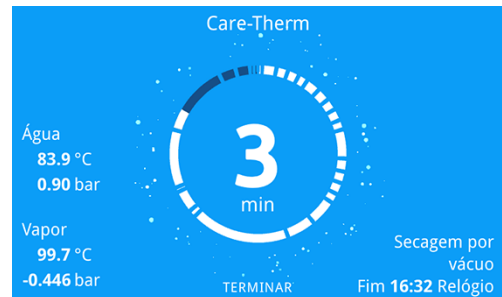 Care-Therm
3
min
Água
83.9 °C
0.90 bar
Vapor
99.7 °C
-0.446 bar
TERMINAR
Secagem por
vácuo
Fim 16:32 Relógio